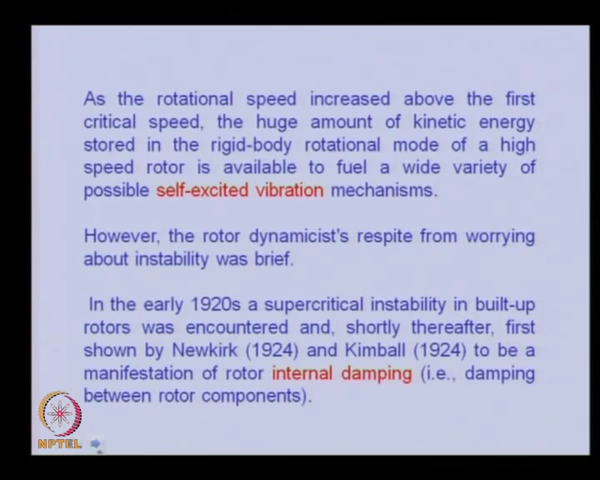 As the rotational speed increased above the first
critical speed, the huge amount of kinetic energy
stored in the rigid-body rotational mode of a high
speed rotor is available to fuel a wide variety of
possible self-excited vibration mechanisms.
However, the rotor dynamicist's respite from worrying
about instability was brief.
In the early 1920s a supercritical instability in built-up
rotors was encountered and, shortly thereafter, first
shown by Newkirk (1924) and Kimball (1924) to be a
manifestation of rotor internal damping (i.e., damping
between rotor components).
NPTEL